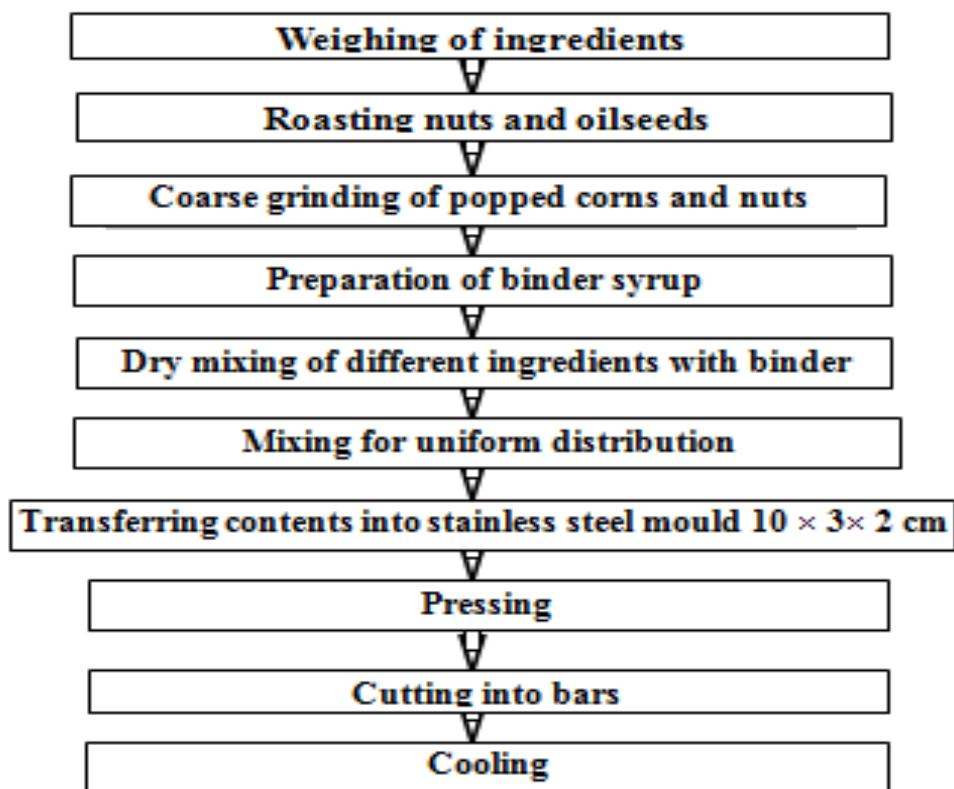 Weighing of ingredients
Roasting nuts and oilseeds
Coarse grinding of popped corns and nuts
Preparation of binder syrup
Dry mixing of different ingredients with binder
Mixing for uniform distribution
Transferring contents into stainless steel mould 10 × 3× 2 cm
Pressing
Cutting into bars
Cooling